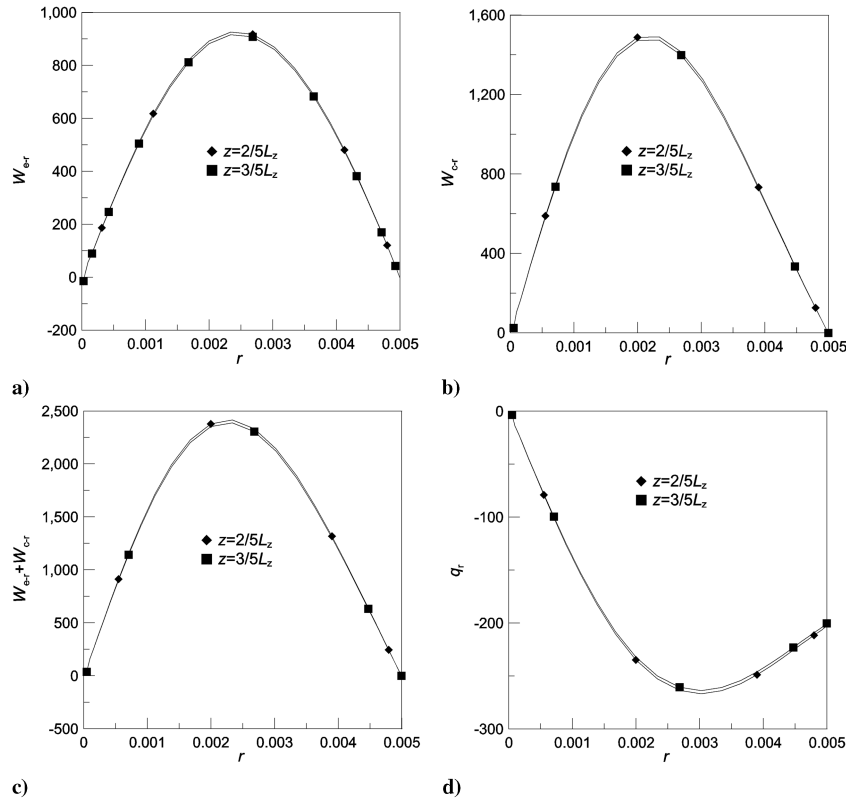 1,000
800
600
400
200
0
-200
W_e-r
z=2/5L_z
z=3/5L_z
0 0.001 0.002 0.003 0.004 0.005
r
a)
1,600
1,200
800
400
0
W_c-r
z=2/5L_z
z=3/5L_z
0 0.001 0.002 0.003 0.004 0.005
r
b)
2,500
2,000
1,500
1,000
500
0
-500
W_e-r+W_c-r
z=2/5L_z
z=3/5L_z
0 0.001 0.002 0.003 0.004 0.005
r
c)
0
-100
-200
-300
q_r
z=2/5L_z
z=3/5L_z
0 0.001 0.002 0.003 0.004 0.005
r
d)